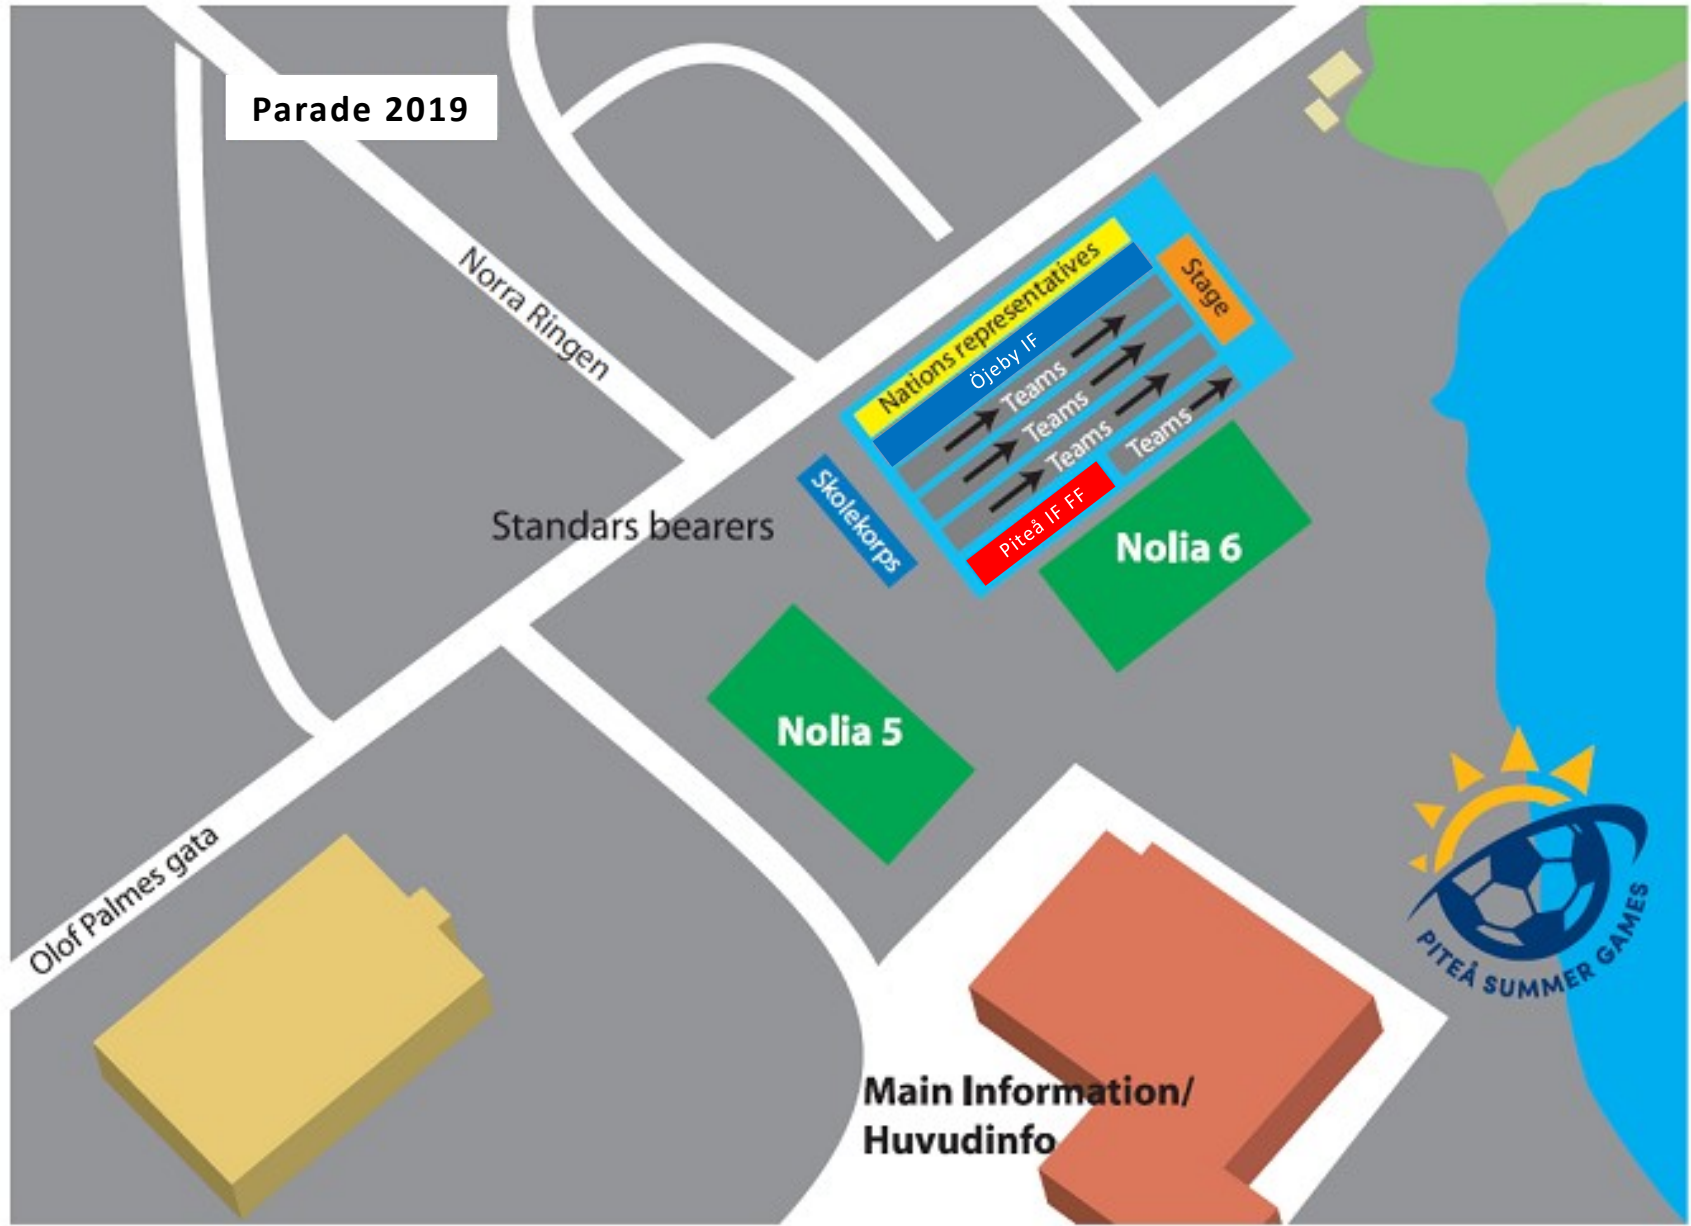 Parade 2019
Norra Ringen
Nations representatives
Stage
Öjeby IF
Teams
Teams
Teams
Teams
Piteå IF FF
Skolekorps
Standars bearers
Nolia 6
Nolia 5
Olof Palmes gata
PITEÅ SUMMER GAMES
Main Information/
Huvudinfo